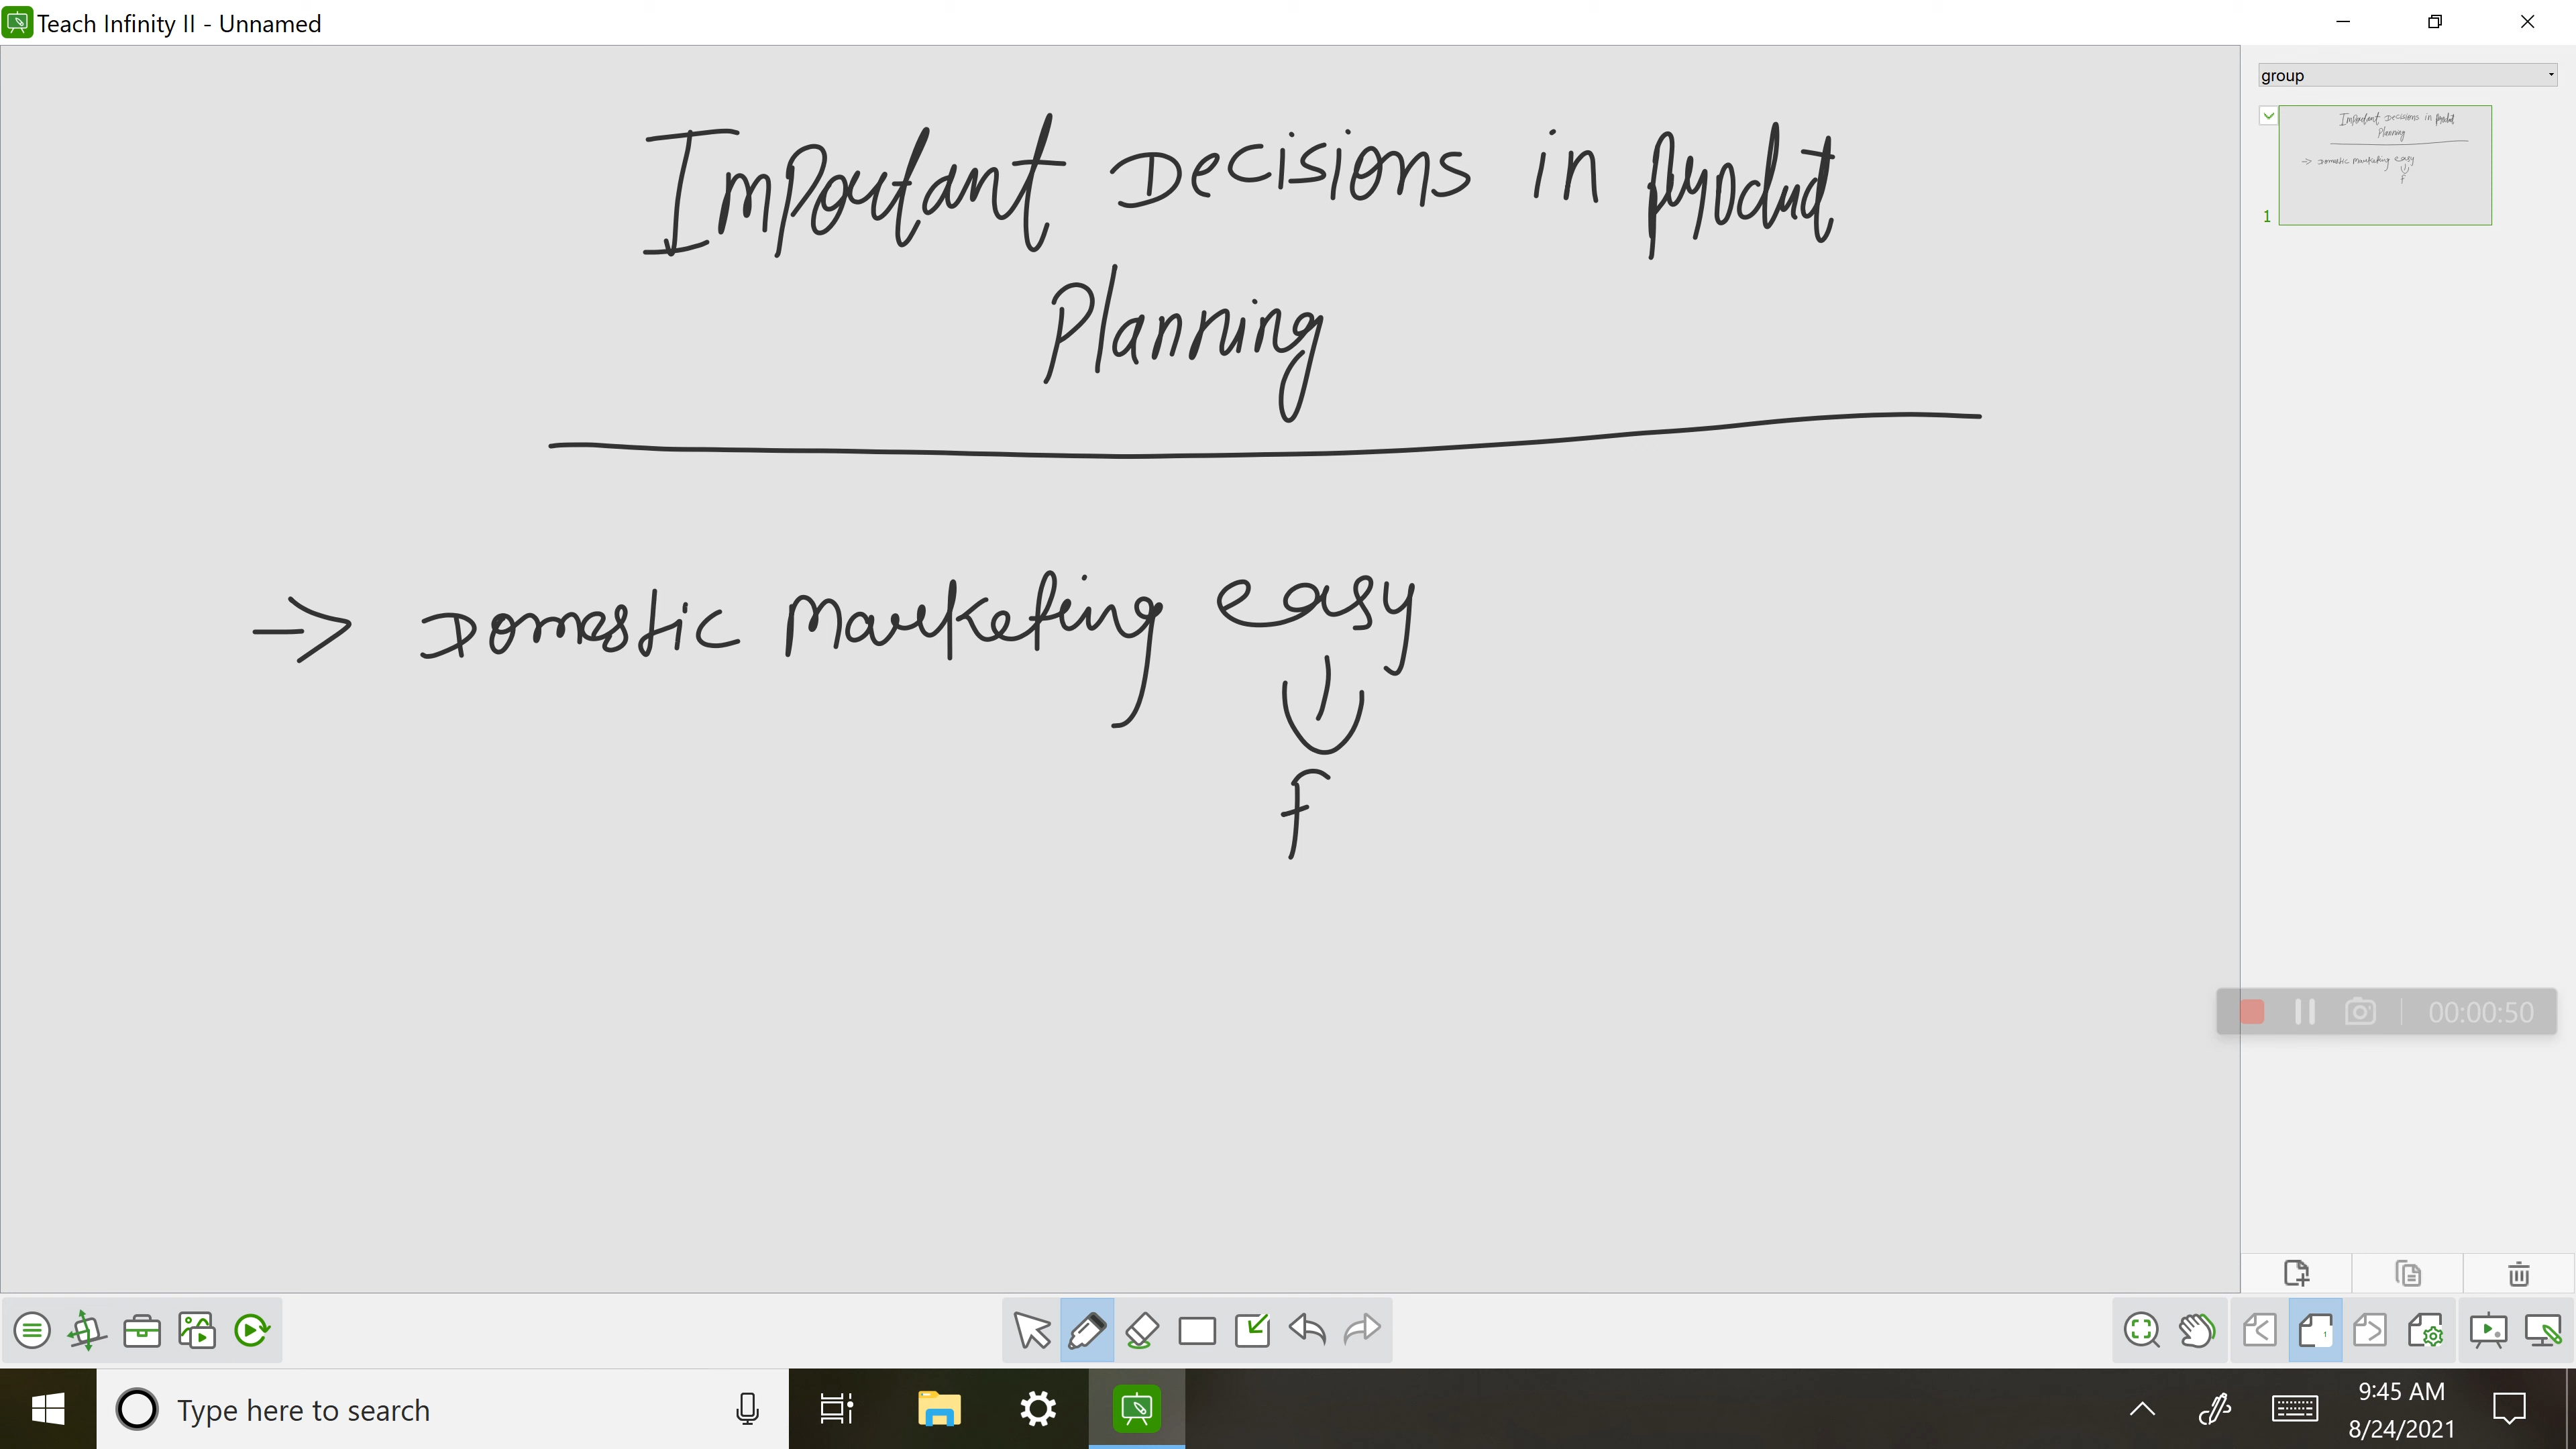 Teach Infinity II - Unnamed
group
Important Decisions in product
Planning
→ Domestic Marketing easy
f
1
00:00:50
Type here to search
9:45 AM
8/24/2021